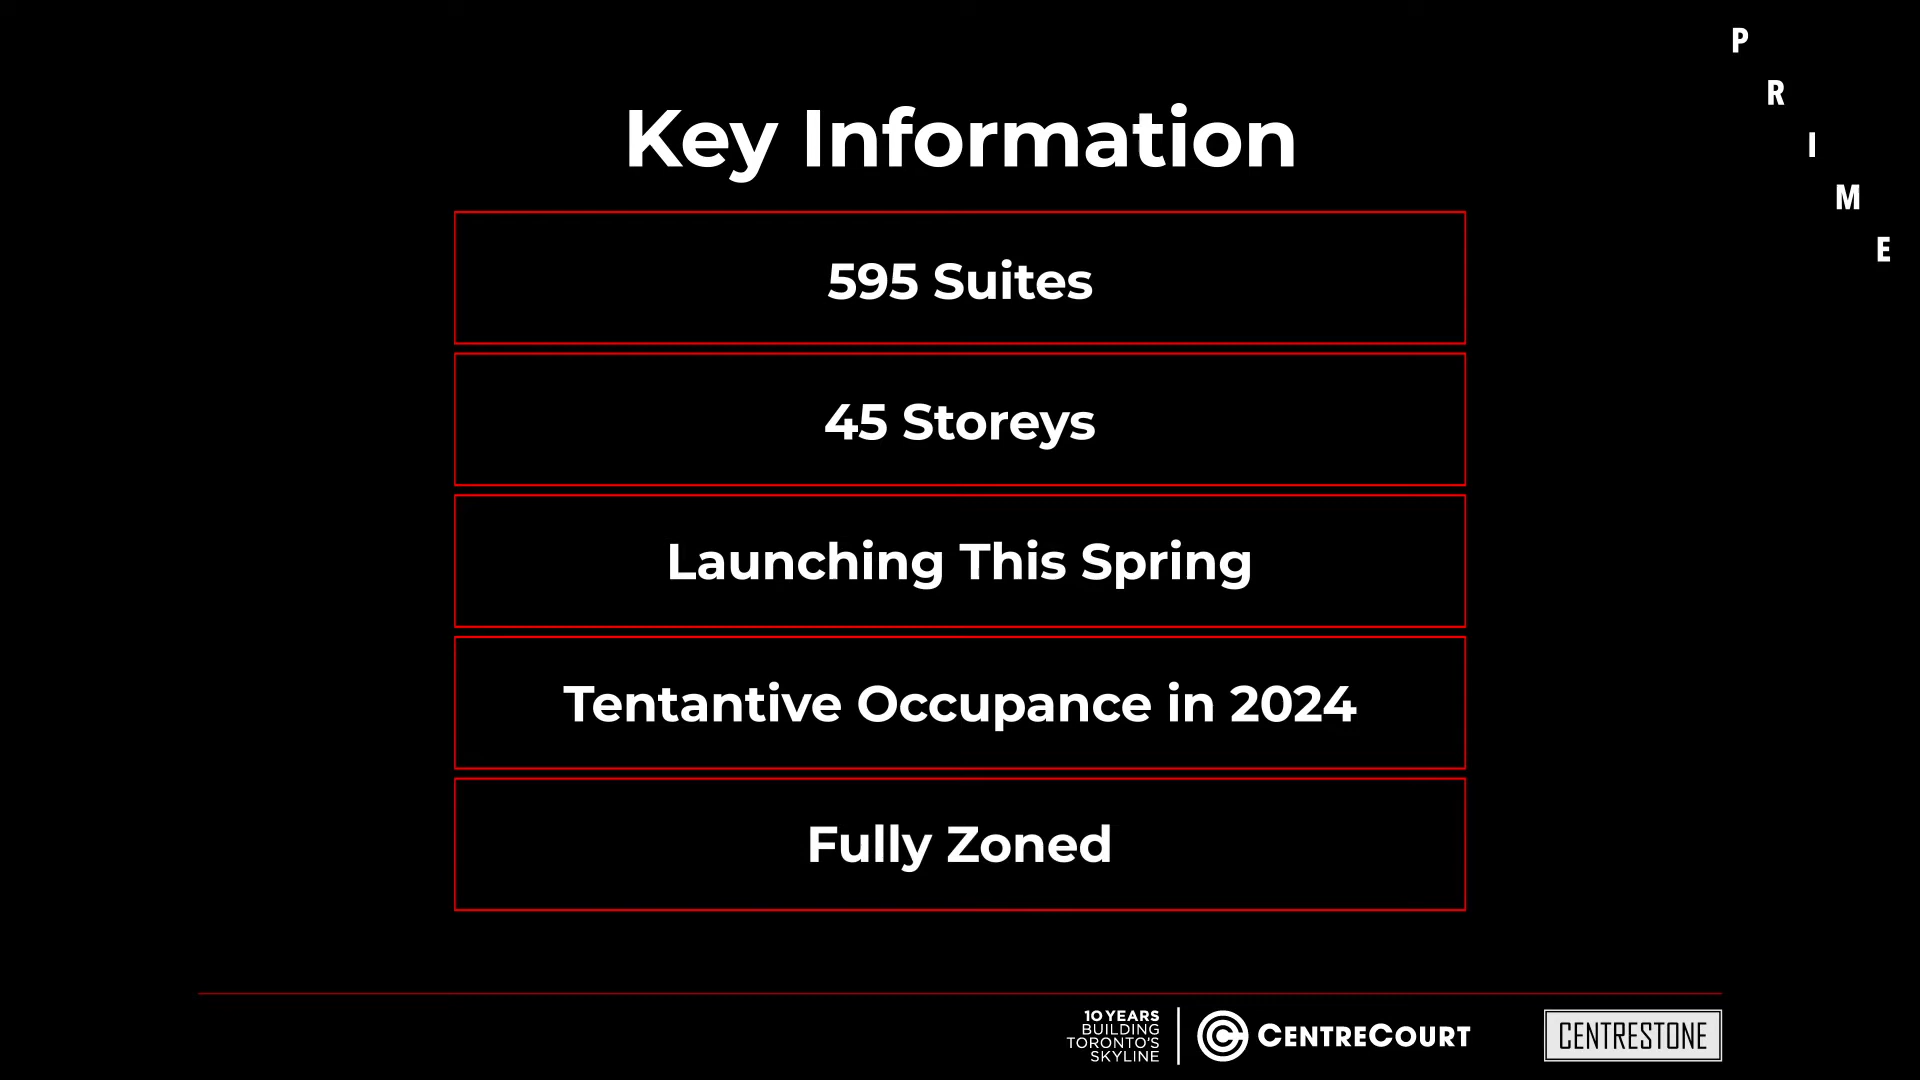 P
R
I
M
E
Key Information
595 Suites
45 Storeys
Launching This Spring
Tentantive Occupance in 2024
Fully Zoned
10 YEARS
BUILDING
TORONTO'S
SKYLINE
CENTRECOURT
CENTRESTONE